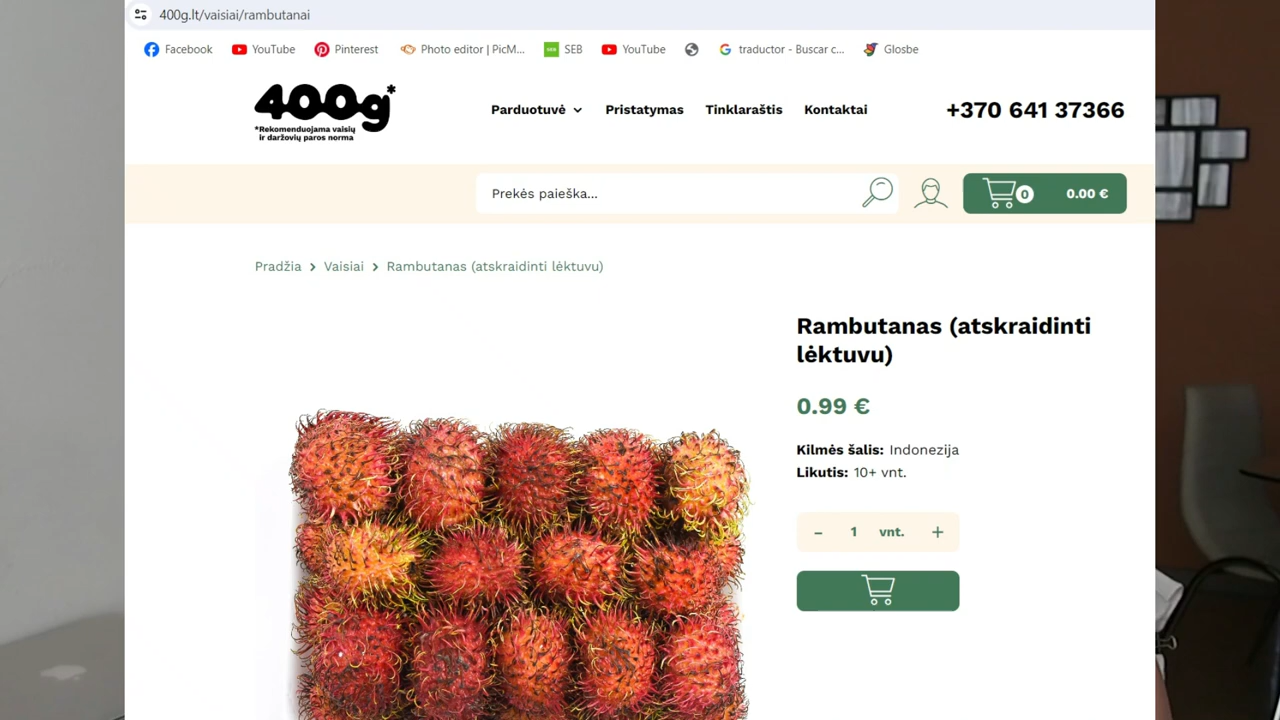 400g.lt/vaisiai/rambutanai
Facebook YouTube Pinterest Photo editor | PicM... SEB YouTube traductor - Buscar c... Glosbe
400g*
*Rekomenduojama vaisių
ir daržovių paros norma
Parduotuvė Pristatymas Tinklaraštis Kontaktai
+370 641 37366
Prekės paieška...
0 0.00 €
Pradžia > Vaisiai > Rambutanas (atskraidinti lėktuvu)
Rambutanas (atskraidinti
lėktuvu)
0.99 €
Kilmės šalis: Indonezija
Likutis: 10+ vnt.
– 1 vnt. +